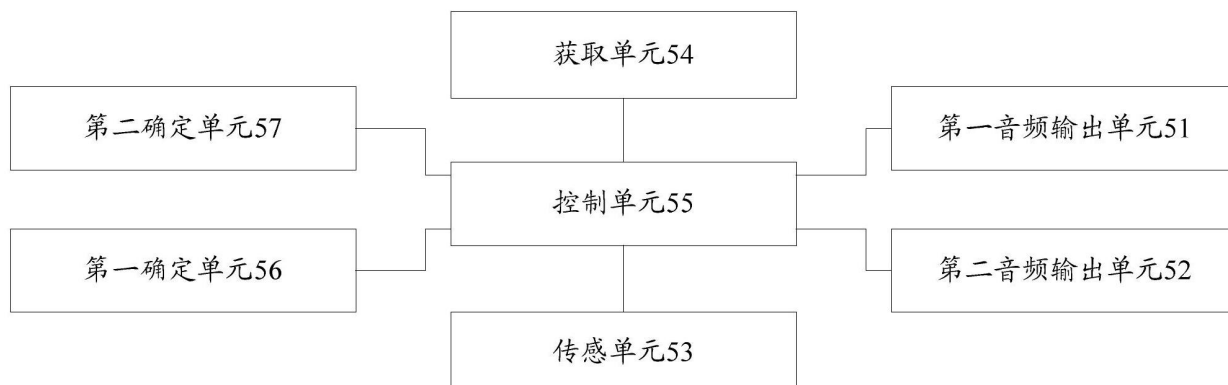 获取单元54
第二确定单元57
第一音频输出单元51
控制单元55
第一确定单元56
第二音频输出单元52
传感单元53